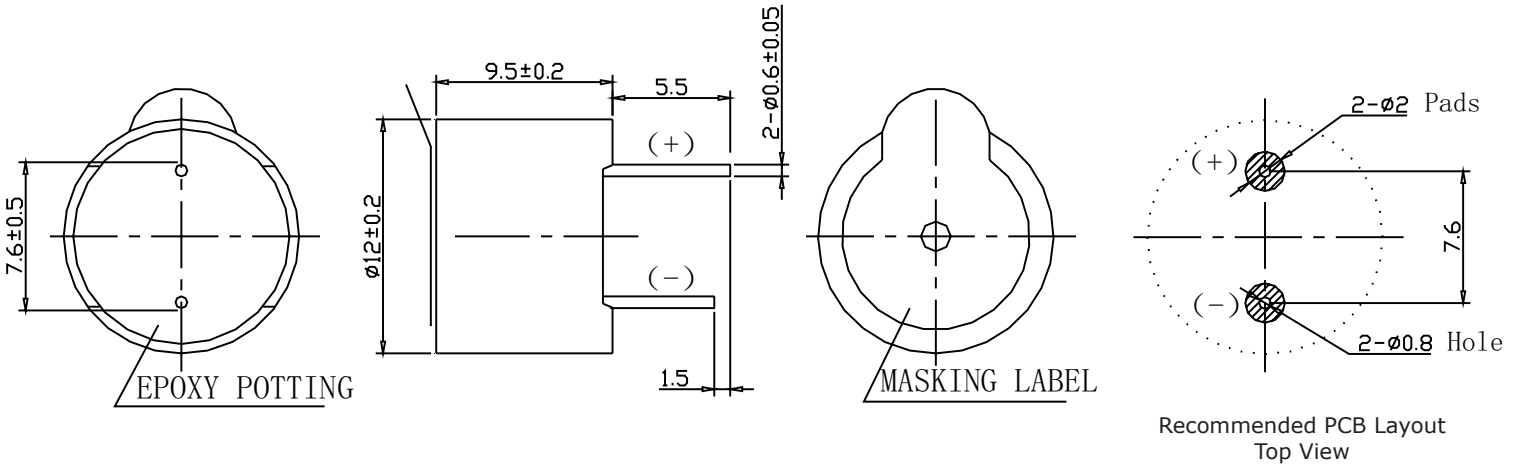 7.6±0.5
EPOXY POTTING
9.5±0.2
5.5
2-ø0.6±0.05
ø12±0.2
(+)
(-)
1.5
MASKING LABEL
2-ø2 Pads
(+)
7.6
(-)
2-ø0.8 Hole
Recommended PCB Layout
Top View